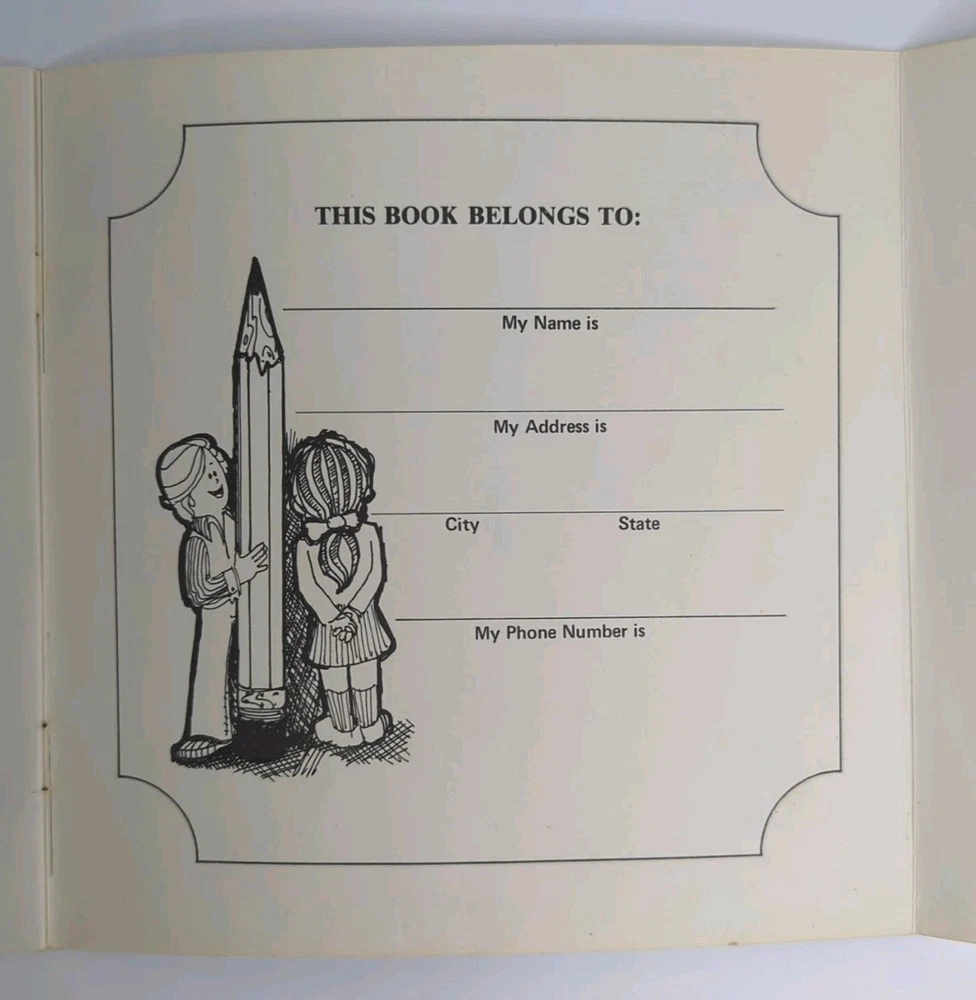 THIS BOOK BELONGS TO:
My Name is
My Address is
City State
My Phone Number is